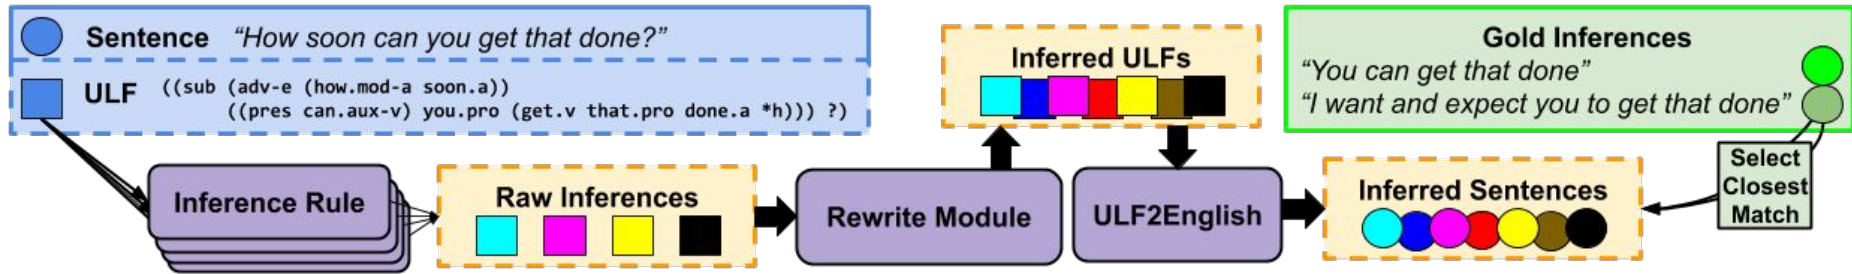 Sentence “How soon can you get that done?”
ULF ((sub (adv-e (how.mod-a soon.a))
((pres can.aux-v) you.pro (get.v that.pro done.a *h))) ?)
Inference Rule
Raw Inferences
Rewrite Module
Inferred ULFs
ULF2English
Inferred Sentences
Gold Inferences
“You can get that done”
“I want and expect you to get that done”
Select
Closest
Match